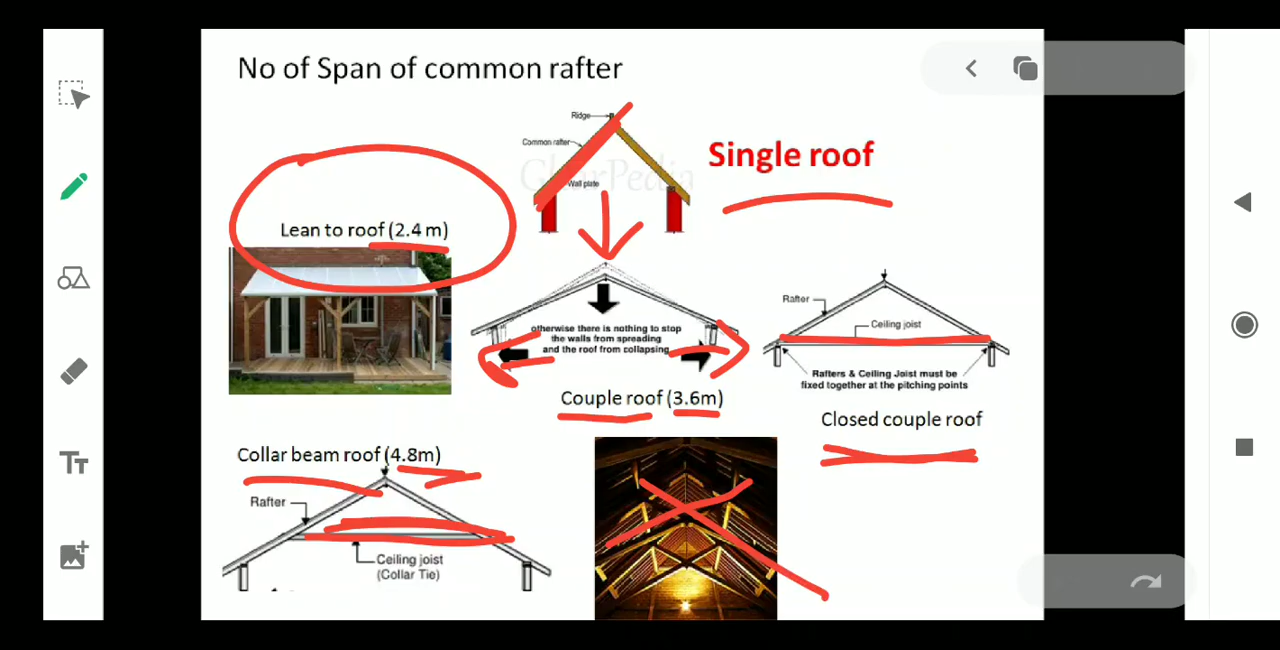 No of Span of common rafter
Ridge
Common rafter
GharPedia
Wall plate
Single roof
Lean to roof (2.4 m)
otherwise there is nothing to stop
the walls from spreading
and the roof from collapsing
Couple roof (3.6m)
Rafter
Ceiling joist
Rafters & Ceiling Joist must be
fixed together at the pitching points
Closed couple roof
Collar beam roof (4.8m)
Rafter
Ceiling joist
(Collar Tie)
TT